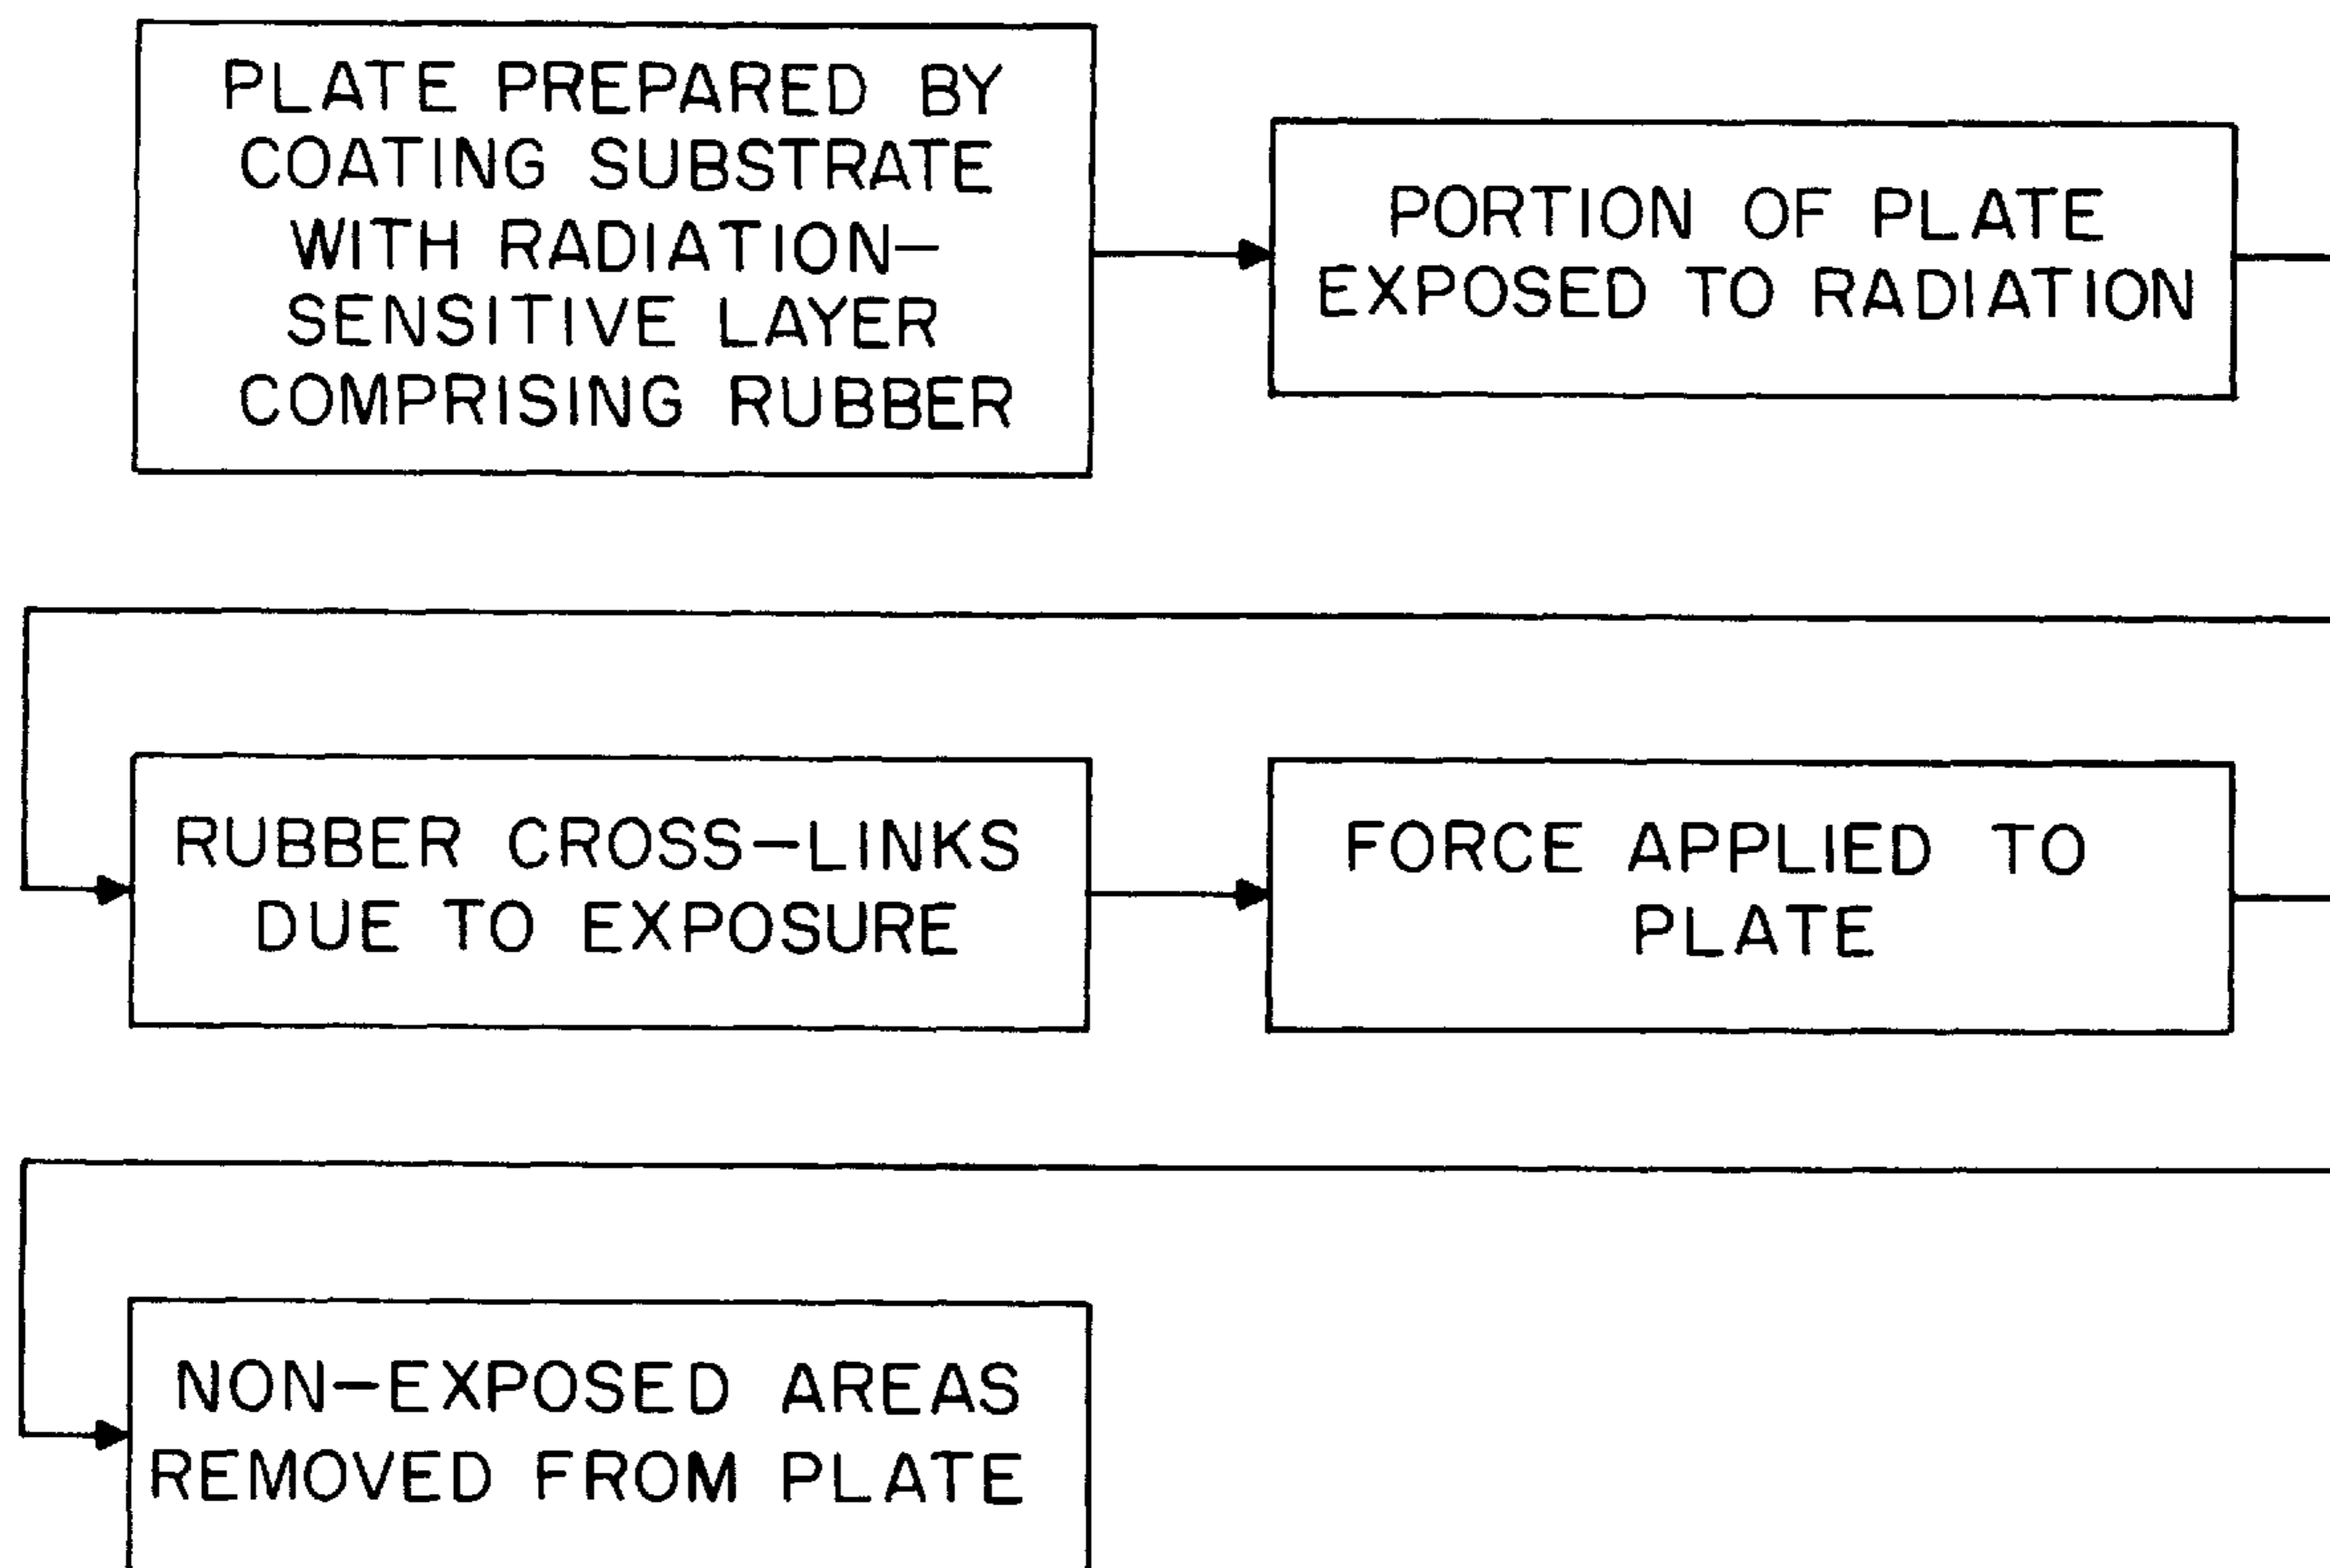 PLATE PREPARED BY
COATING SUBSTRATE
WITH RADIATION—
SENSITIVE LAYER
COMPRISING RUBBER
PORTION OF PLATE
EXPOSED TO RADIATION
RUBBER CROSS—LINKS
DUE TO EXPOSURE
FORCE APPLIED TO
PLATE
NON—EXPOSED AREAS
REMOVED FROM PLATE